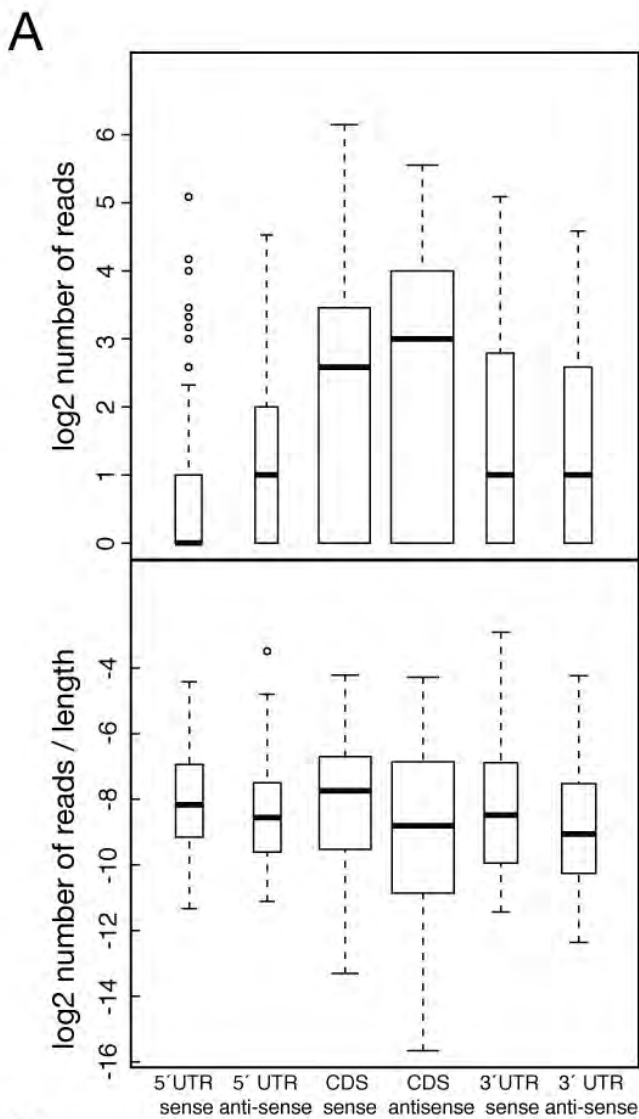 A
log2 number of reads
6
5
4
3
2
1
0
log2 number of reads / length
-4
-6
-8
-10
-12
-14
-16
5´UTR sense
5´ UTR anti-sense
CDS sense
CDS antisense
3´UTR sense
3´ UTR anti-sense